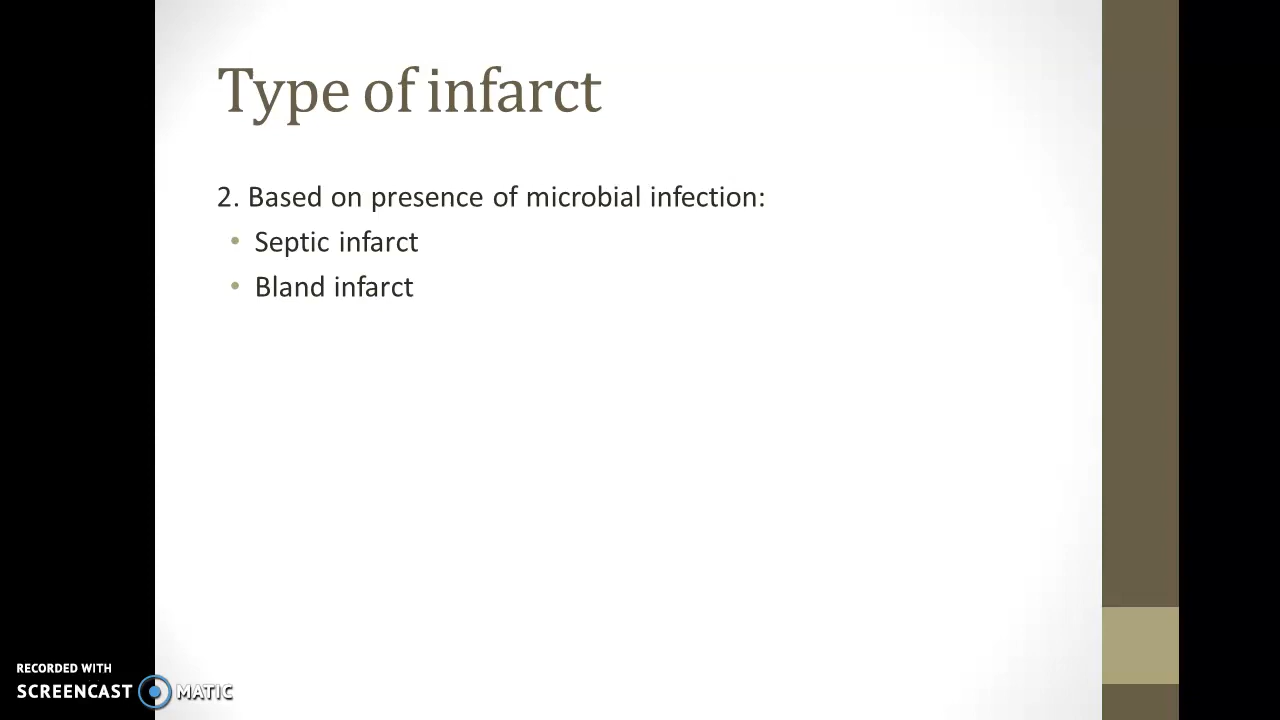 Type of infarct
2. Based on presence of microbial infection:
• Septic infarct
• Bland infarct
RECORDED WITH
SCREENCAST MATIC